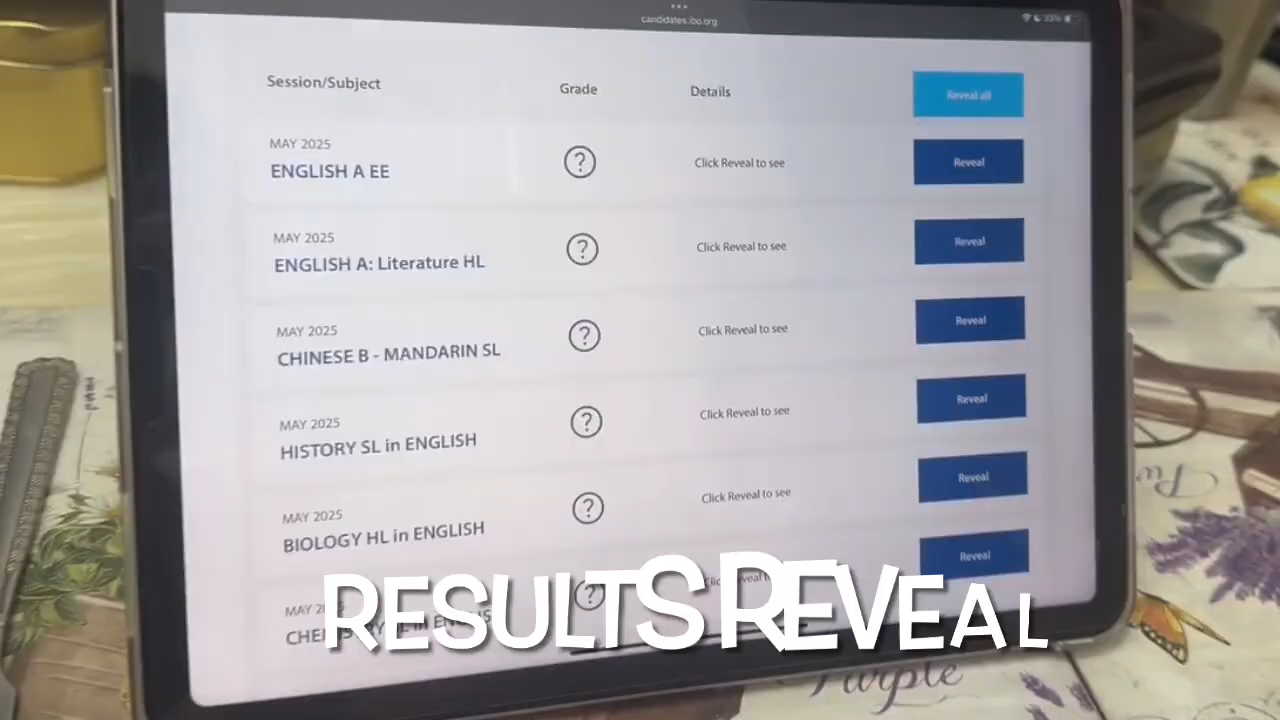 candidates.ibo.org
33%
Session/Subject Grade Details Reveal all
MAY 2025
ENGLISH A EE ? Click Reveal to see Reveal
MAY 2025
ENGLISH A: Literature HL ? Click Reveal to see Reveal
MAY 2025
CHINESE B - MANDARIN SL ? Click Reveal to see Reveal
MAY 2025
HISTORY SL in ENGLISH ? Click Reveal to see Reveal
MAY 2025
BIOLOGY HL in ENGLISH ? Click Reveal to see Reveal
MAY
? Reveal
RESULTS REVEAL
Purple